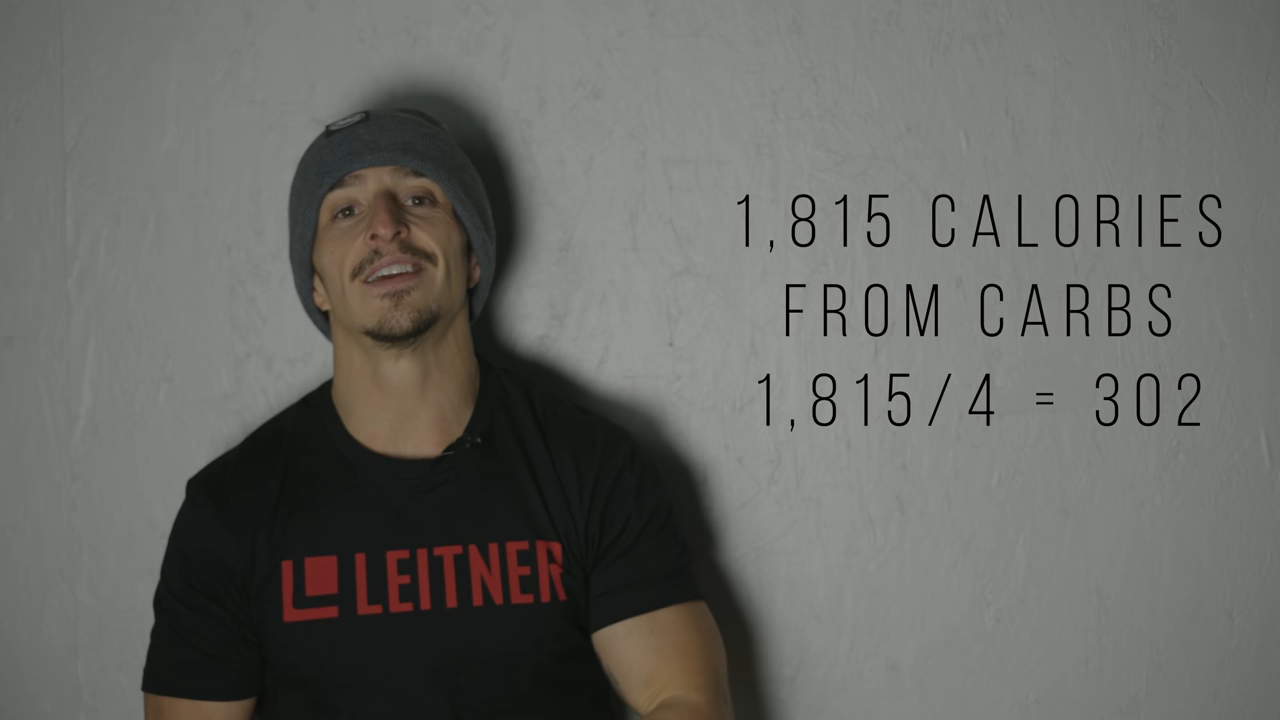 1,815 CALORIES
FROM CARBS
1,815/4 = 302
LEITNER